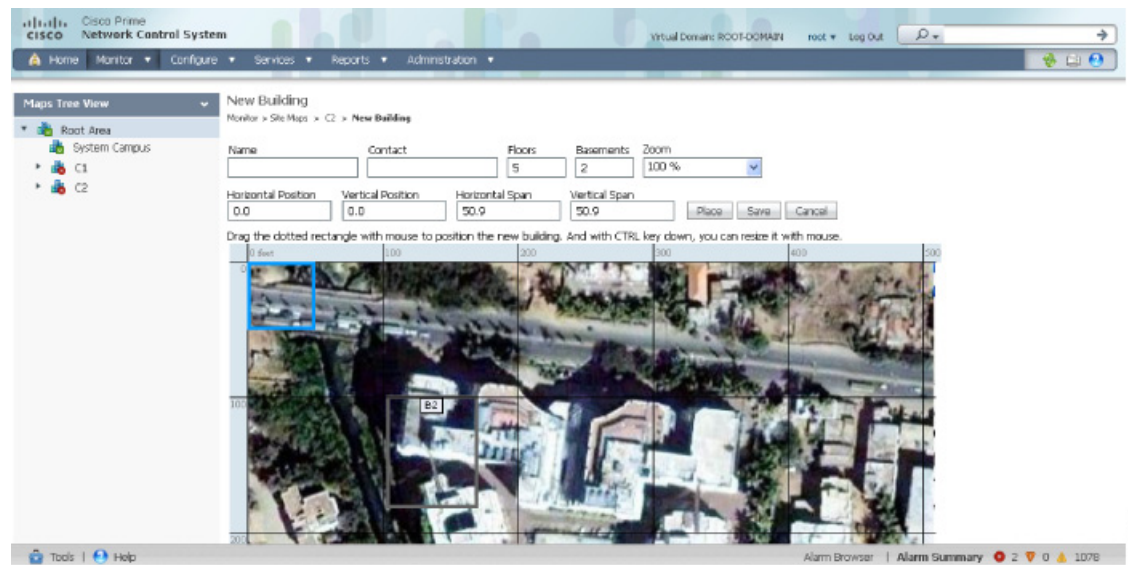 Cisco Prime
CISCO Network Control System
Virtual Domain: ROOT-DOMAIN root Log Out
Home Monitor Configure Services Reports Administration
Maps Tree View
Root Area
System Campus
C1
C2
New Building
Monitor > Site Maps > C2 > New Building
Name Contact Floors Basements Zoom
5 2 100 %
Horizontal Position Vertical Position Horizontal Span Vertical Span
0.0 0.0 50.9 50.9 Place Save Cancel
Drag the dotted rectangle with mouse to position the new building. And with CTRL key down, you can resize it with mouse.
0 feet 100 200 300 400 500
0
100
B2
200
Tools | Help Alarm Browser | Alarm Summary 2 0 1078